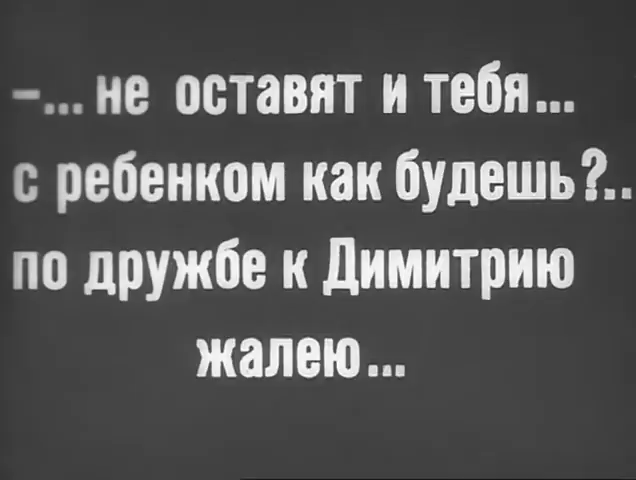 –... не оставят и тебя...
с ребенком как будешь?..
по дружбе к Димитрию
жалею...